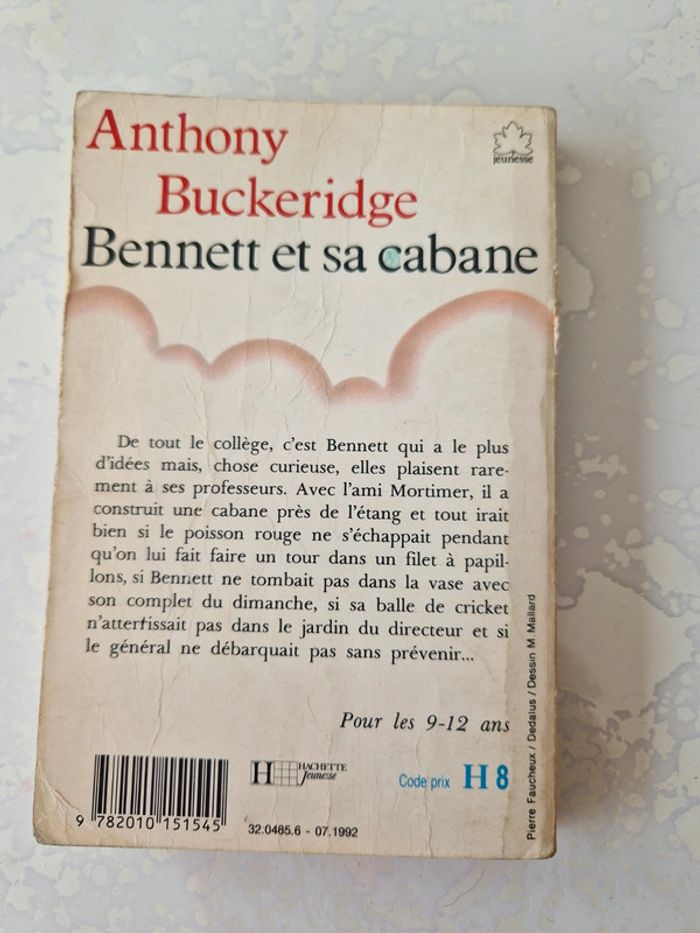 Anthony
Buckeridge
jeunesse
Bennett et sa cabane
De tout le collège, c'est Bennett qui a le plus
d'idées mais, chose curieuse, elles plaisent rare-
ment à ses professeurs. Avec l'ami Mortimer, il a
construit une cabane près de l'étang et tout irait
bien si le poisson rouge ne s'échappait pendant
qu'on lui fait faire un tour dans un filet à papil-
lons, si Bennett ne tombait pas dans la vase avec
son complet du dimanche, si sa balle de cricket
n'atterrissait pas dans le jardin du directeur et si
le général ne débarquait pas sans prévenir...
Pour les 9-12 ans
Pierre Faucheux / Dedalus / Dessin M. Mallard
HACHETTE
H Jeunesse
Code prix H 8
9 782010 151545
32.0465.6 - 07.1992